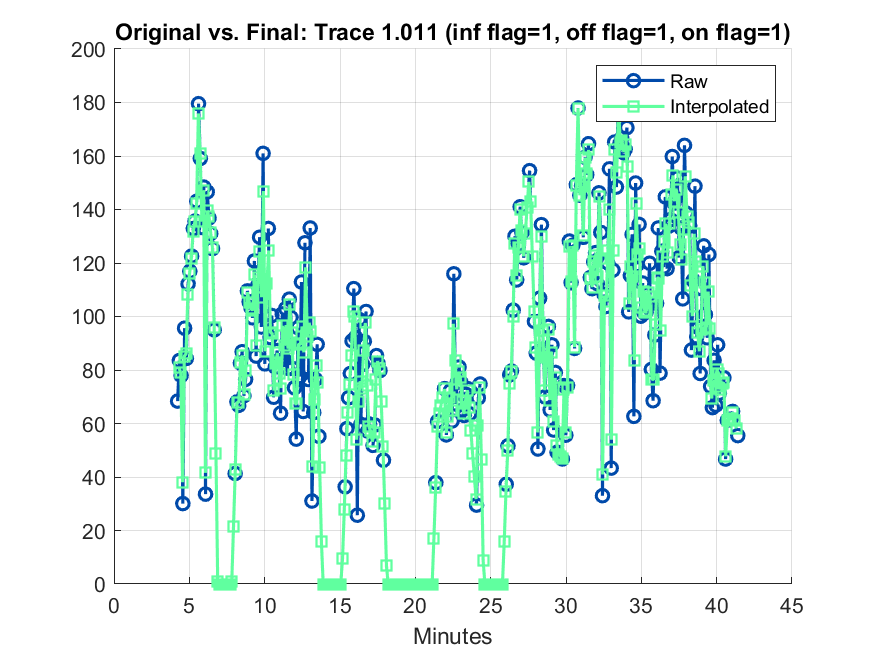 Original vs. Final: Trace 1.011 (inf flag=1, off flag=1, on flag=1)
200
180
160
140
120
100
80
60
40
20
0
Raw
Interpolated
0 5 10 15 20 25 30 35 40 45
Minutes